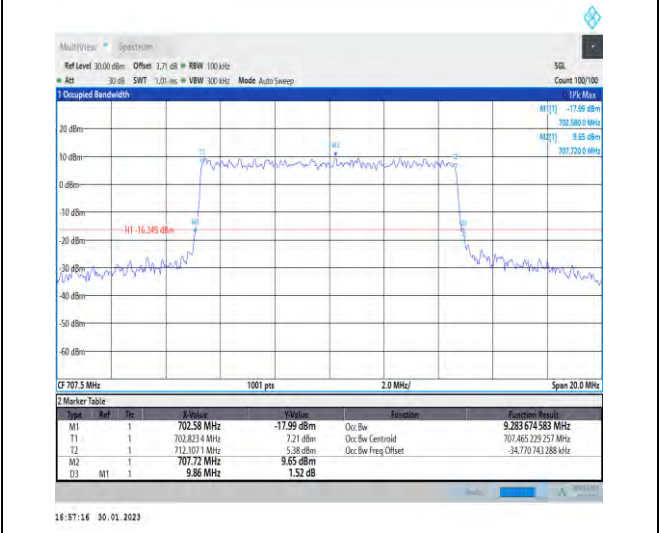 MultiView Spectrum
Ref Level 30.00 dBm Offset 3.71 dB RBW 100 kHz SGL
Att 30 dB SWT 1.01 ms VBW 300 kHz Mode Auto Sweep Count 100/100
1 Occupied Bandwidth 1Pk Max
M1[1] -17.99 dBm
702.580 0 MHz
M2[1] 9.65 dBm
707.720 0 MHz
20 dBm
M2
T1
10 dBm
0 dBm
-10 dBm
M1
H1 -16.349 dBm
-20 dBm
-30 dBm
-40 dBm
-50 dBm
-60 dBm
CF 707.5 MHz 1001 pts 2.0 MHz/ Span 20.0 MHz
2 Marker Table
Type Ref Trc X-Value Y-Value Function Function Result
M1 1 702.58 MHz -17.99 dBm Occ Bw 9.283 674 583 MHz
T1 1 702.823 4 MHz 7.21 dBm Occ Bw Centroid 707.465 229 257 MHz
T2 1 712.107 1 MHz 5.38 dBm Occ Bw Freq Offset -34.770 743 288 kHz
M2 1 707.72 MHz 9.65 dBm
D3 M1 1 9.86 MHz 1.52 dB
16:57:16 30.01.2023